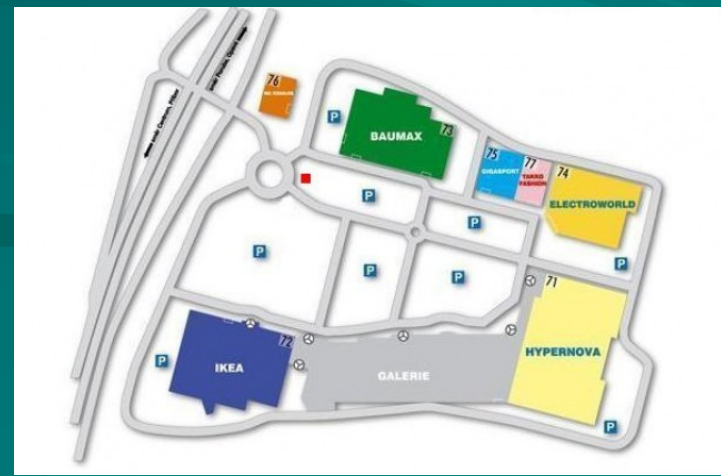 76
P
BAUMAX
73
75
GIGASPORT
77
TAKKO
FASHION
74
ELECTROWORLD
P
P
P
P
P
P
71
HYPERNOVA
72
IKEA
P
GALERIE
P